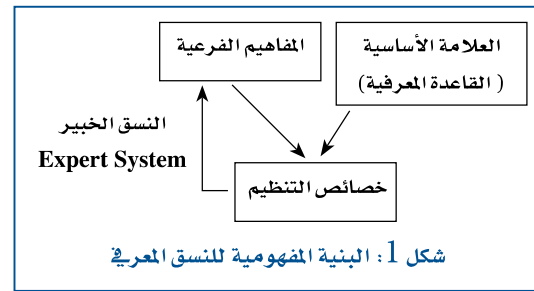 العلامة الأساسية
( القاعدة المعرفية)
المفاهيم الفرعية
النسق الخبير
Expert System
خصائص التنظيم
شكل 1: البنية المفهومية للنسق المعرفي